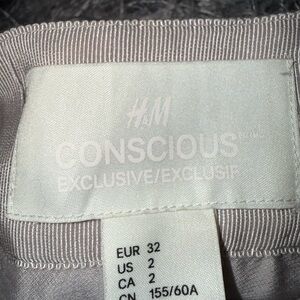 H&M
CONSCIOUS
EXCLUSIVE/EXCLUSIF
EUR 32
US 2
CA 2
CN 155/60A